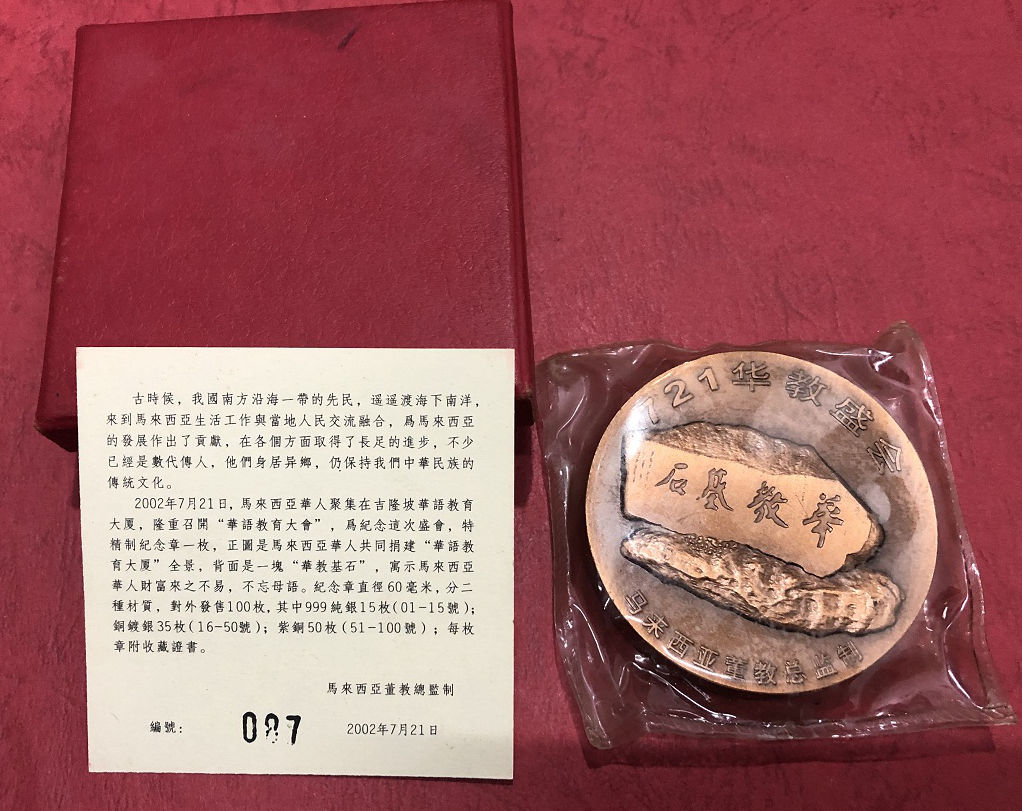 古時候，我國南方沿海一帶的先民，遥遥渡海下南洋，
來到馬來西亞生活工作與當地人民交流融合，爲馬來西亞
的發展作出了貢獻，在各個方面取得了長足的進步，不少
已經是數代傳人，他們身居异鄉，仍保持我們中華民族的
傳統文化。
2002年7月21日，馬來西亞華人聚集在吉隆坡華語教育
大厦，隆重召開“華語教育大會”，爲紀念這次盛會，特
精制紀念章一枚，正圖是馬來西亞華人共同捐建“華語教
育大厦”全景，背面是一塊“華教基石”，寓示馬來西亞
華人財富來之不易，不忘母語。紀念章直徑60毫米，分二
種材質，對外發售100枚，其中999純銀15枚(01-15號)；
銅鍍銀35枚(16-50號)；紫銅50枚(51-100號)；每枚
章附收藏證書。
馬來西亞董教總監制
編號：
087
2002年7月21日
721华教盛会
石基教華
马来西亚董教总监制